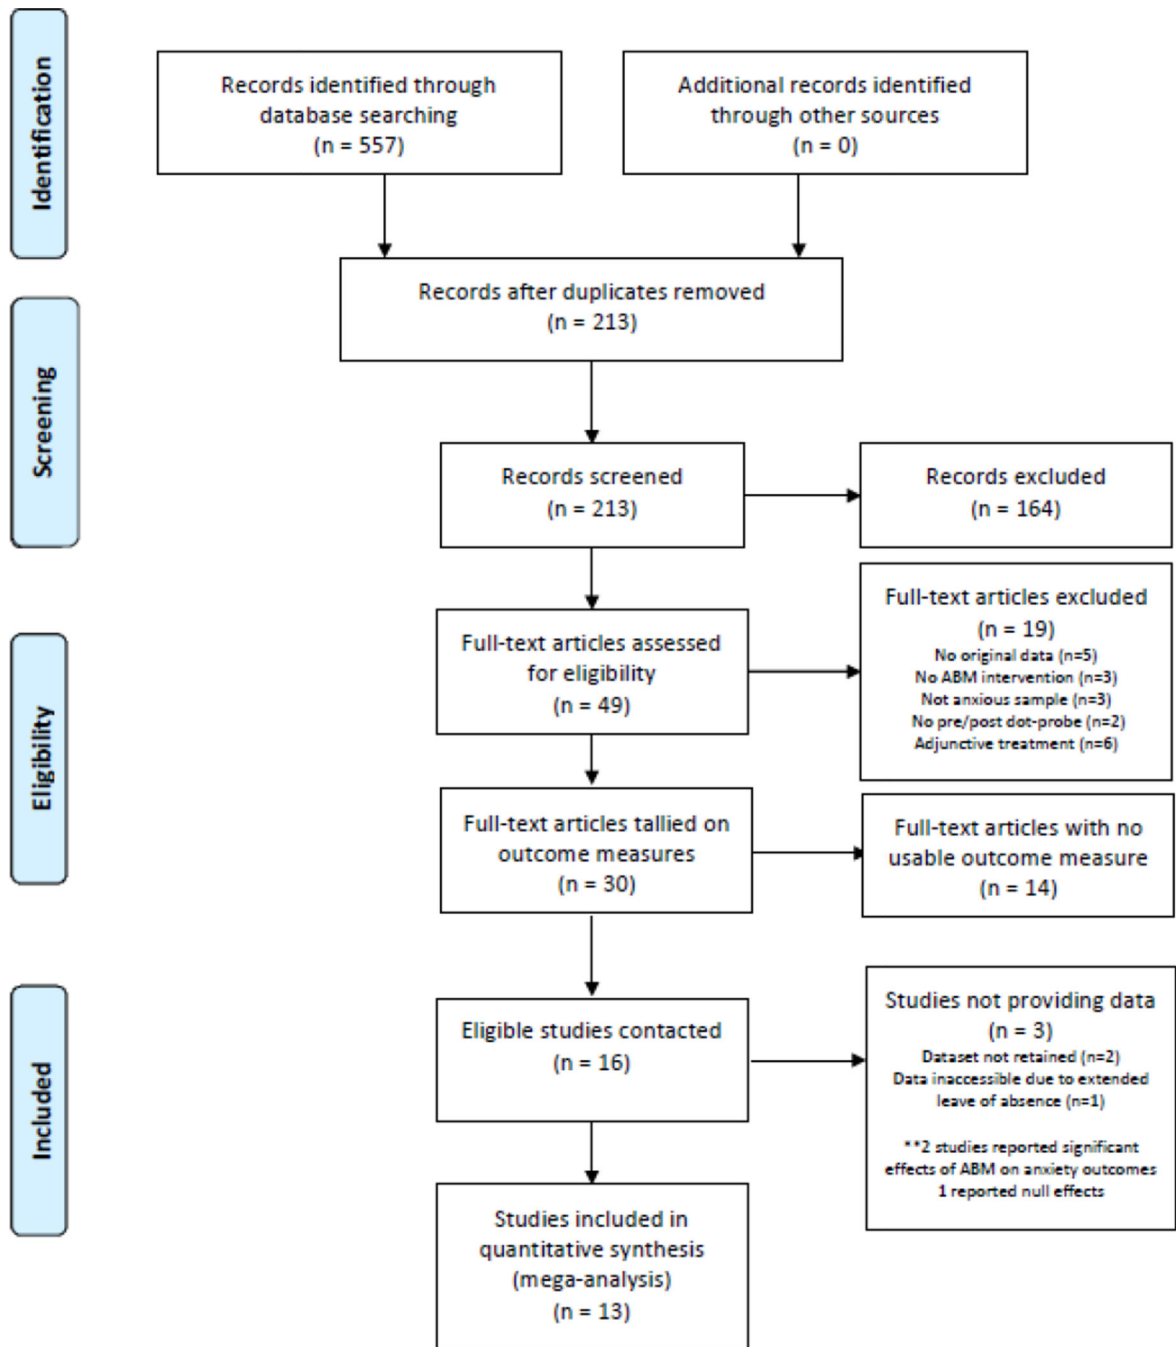 Identification
Records identified through
database searching
(n = 557)
Additional records identified
through other sources
(n = 0)
Records after duplicates removed
(n = 213)
Screening
Records screened
(n = 213)
Records excluded
(n = 164)
Eligibility
Full-text articles assessed
for eligibility
(n = 49)
Full-text articles excluded
(n = 19)
No original data (n=5)
No ABM intervention (n=3)
Not anxious sample (n=3)
No pre/post dot-probe (n=2)
Adjunctive treatment (n=6)
Full-text articles tallied on
outcome measures
(n = 30)
Full-text articles with no
usable outcome measure
(n = 14)
Included
Eligible studies contacted
(n = 16)
Studies not providing data
(n = 3)
Dataset not retained (n=2)
Data inaccessible due to extended
leave of absence (n=1)
**2 studies reported significant
effects of ABM on anxiety outcomes
1 reported null effects
Studies included in
quantitative synthesis
(mega-analysis)
(n = 13)